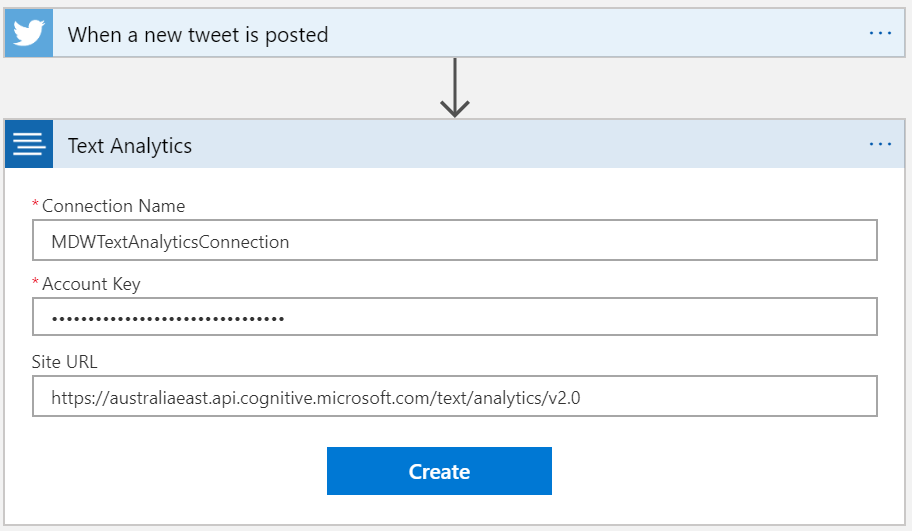 When a new tweet is posted
Text Analytics
* Connection Name
MDWTextAnalyticsConnection
* Account Key
••••••••••••••••••••••••••••••••
Site URL
https://australiaeast.api.cognitive.microsoft.com/text/analytics/v2.0
Create